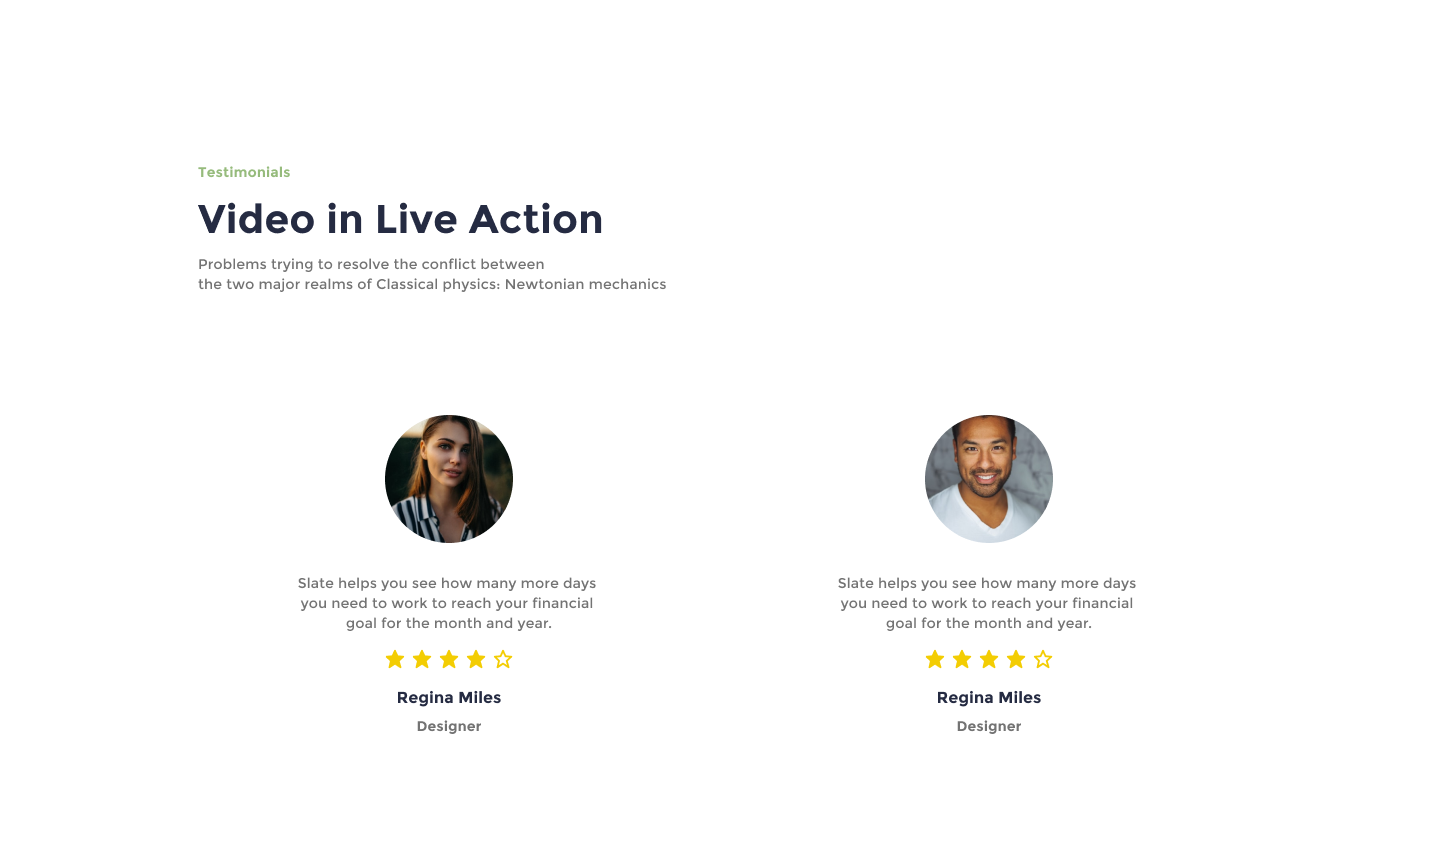 Testimonials
Video in Live Action
Problems trying to resolve the conflict between
the two major realms of Classical physics: Newtonian mechanics
Slate helps you see how many more days
you need to work to reach your financial
goal for the month and year.
Regina Miles
Designer
Slate helps you see how many more days
you need to work to reach your financial
goal for the month and year.
Regina Miles
Designer